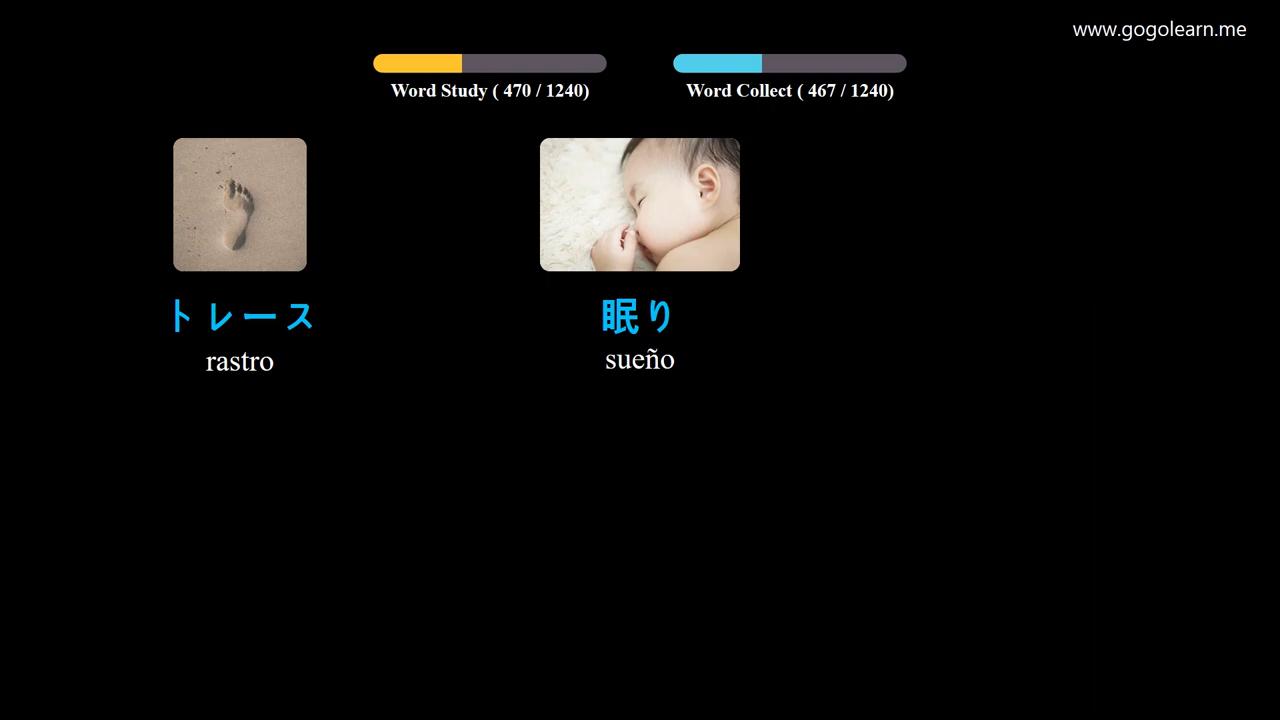 www.gogolearn.me
Word Study ( 470 / 1240)
Word Collect ( 467 / 1240)
トレース
rastro
眠り
sueño